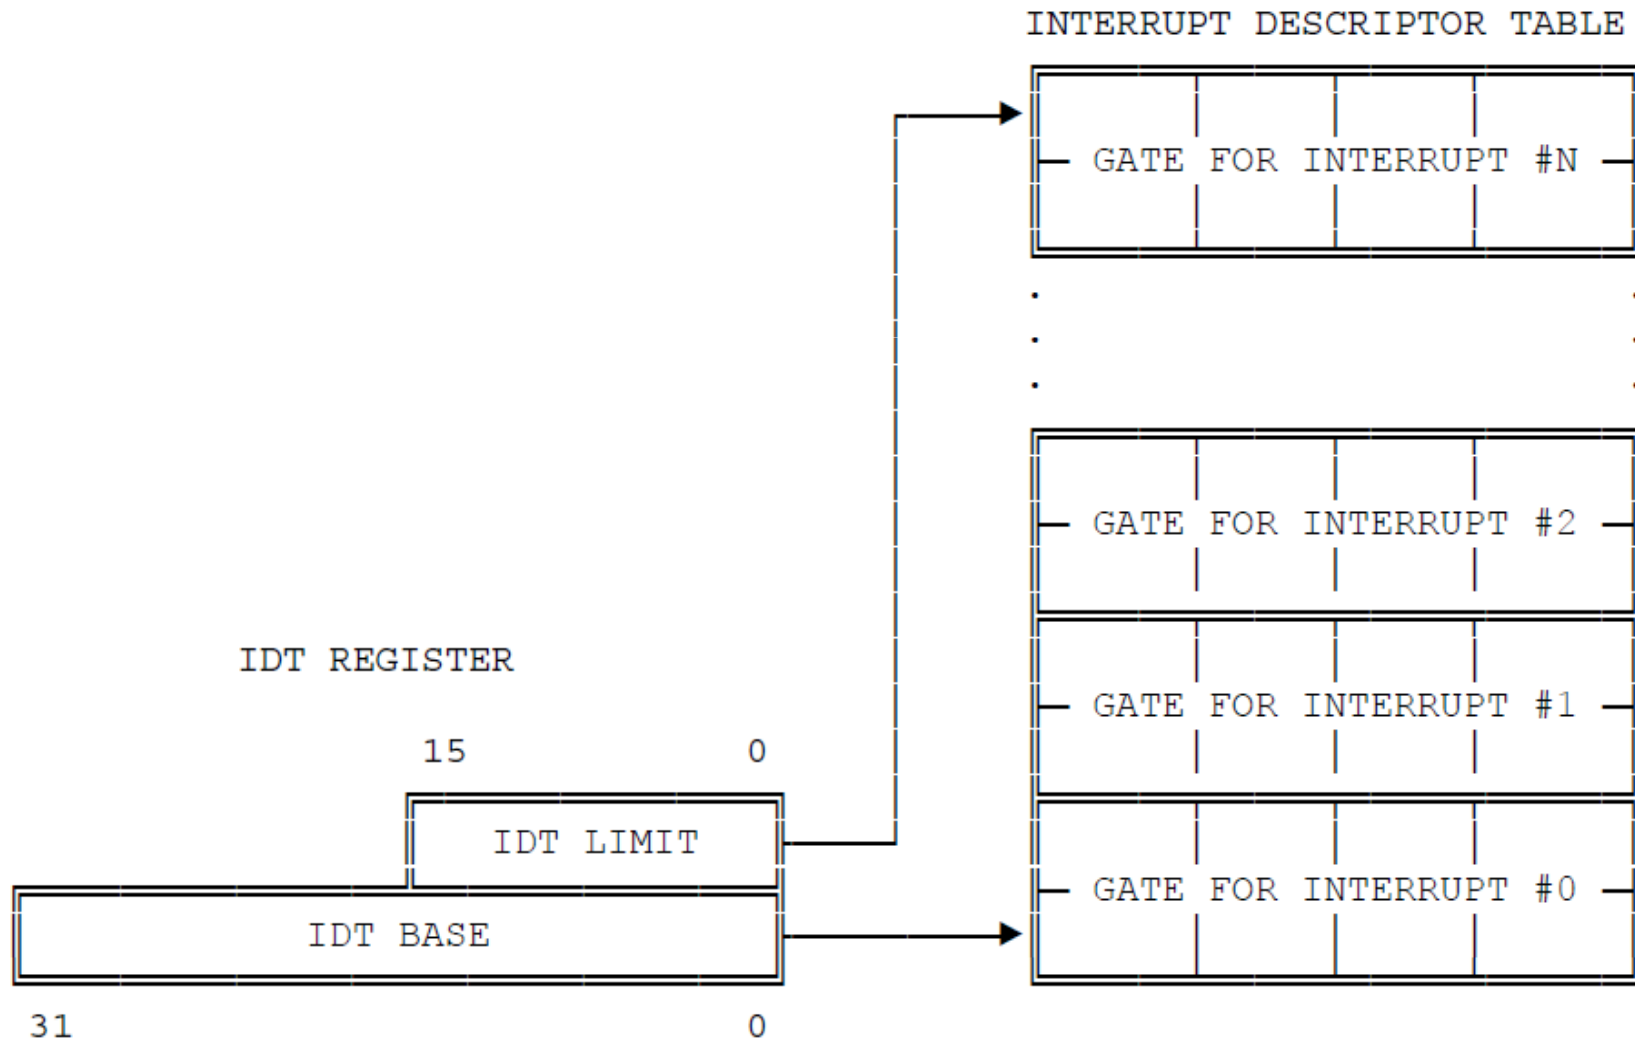 INTERRUPT DESCRIPTOR TABLE
GATE FOR INTERRUPT #N
.                         .
.                         .
.                         .
GATE FOR INTERRUPT #2
IDT REGISTER
GATE FOR INTERRUPT #1
15            0
IDT LIMIT
GATE FOR INTERRUPT #0
IDT BASE
31                              0